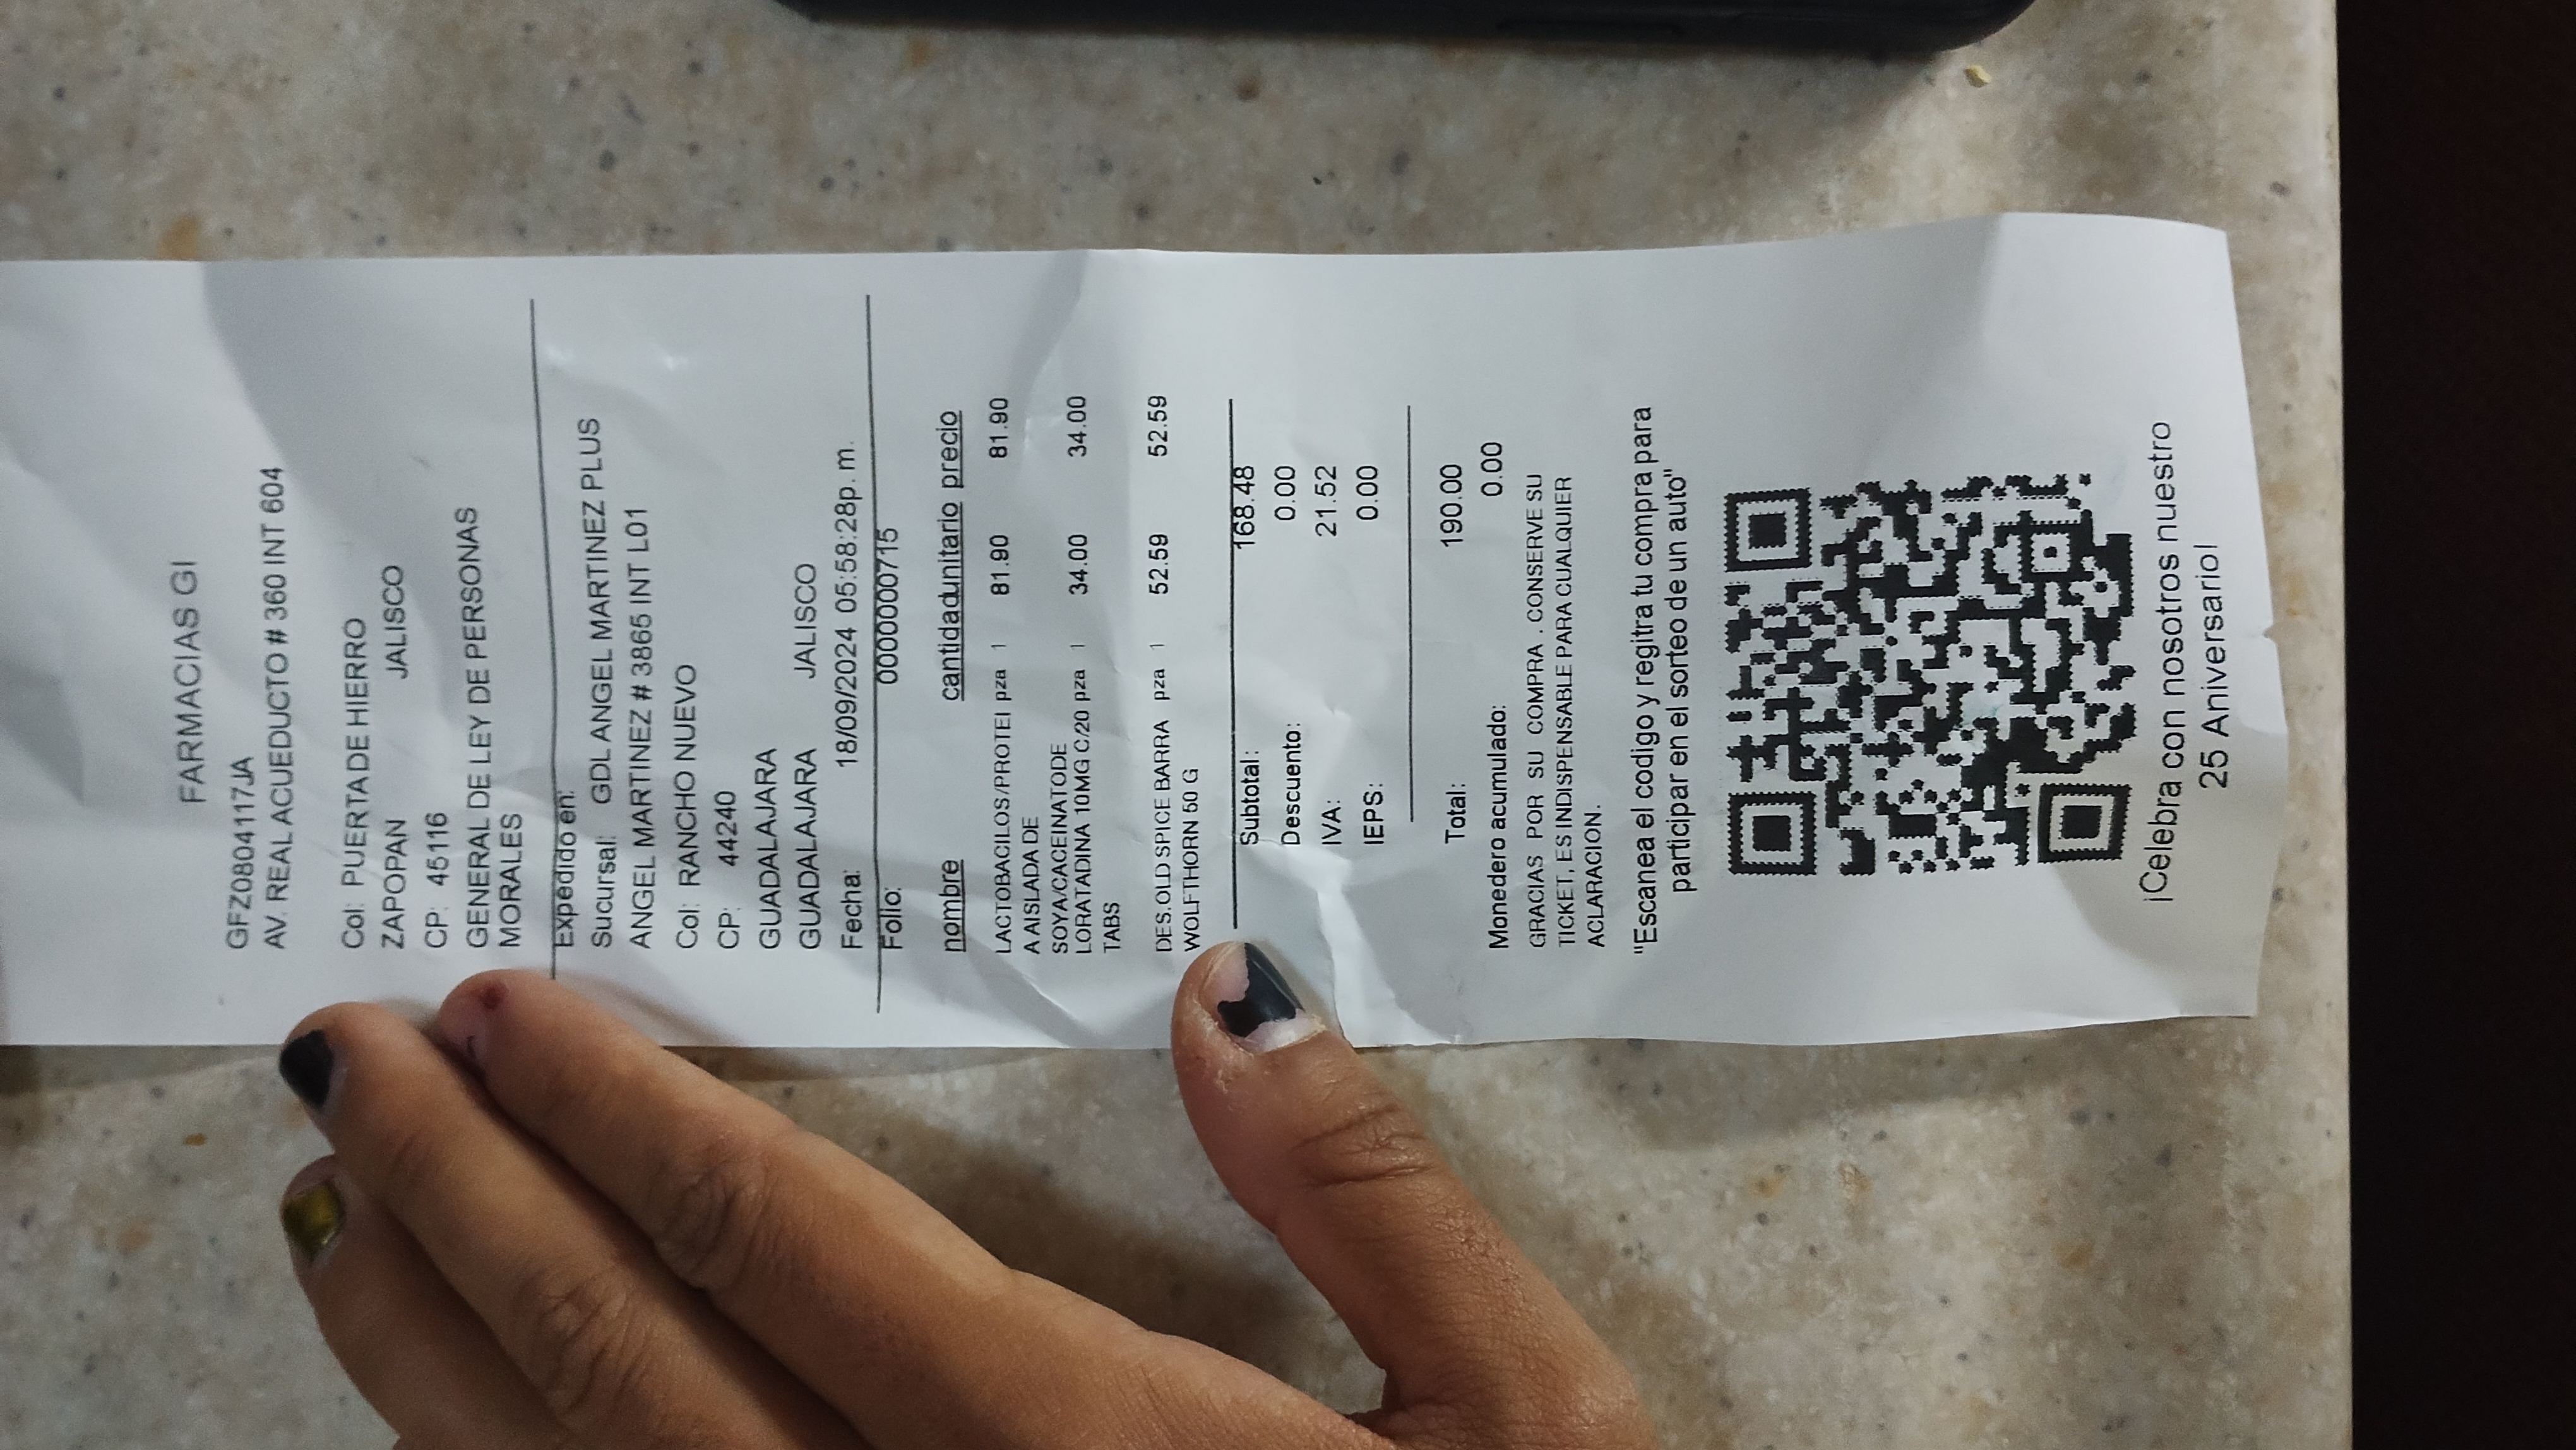 FARMACIAS GI
GFZ0804117JA
AV. REAL ACUEDUCTO # 360 INT 604
Col: PUERTA DE HIERRO
ZAPOPAN JALISCO
CP: 45116
GENERAL DE LEY DE PERSONAS
MORALES
Expedido en:
Sucursal: GDL ANGEL MARTINEZ PLUS
ANGEL MARTINEZ # 3865 INT L01
Col: RANCHO NUEVO
CP: 44240
GUADALAJARA
GUADALAJARA JALISCO
Fecha: 18/09/2024 05:58:28p. m.
Folio: 0000000715
nombre cantidadunitario precio
LACTOBACILOS/PROTEI pza 1 81.90 81.90
A AISLADA DE
SOYA/CACEINATODE
LORATADINA 10MG C/20 pza 1 34.00 34.00
TABS
DES.OLD SPICE BARRA pza 1 52.59 52.59
WOLFTHORN 50 G
Subtotal: 168.48
Descuento: 0.00
IVA: 21.52
IEPS: 0.00
Total: 190.00
Monedero acumulado: 0.00
GRACIAS POR SU COMPRA , CONSERVE SU
TICKET, ES INDISPENSABLE PARA CUALQUIER
ACLARACION.
"Escanea el codigo y regitra tu compra para
participar en el sorteo de un auto"
¡Celebra con nosotros nuestro
25 Aniversario!